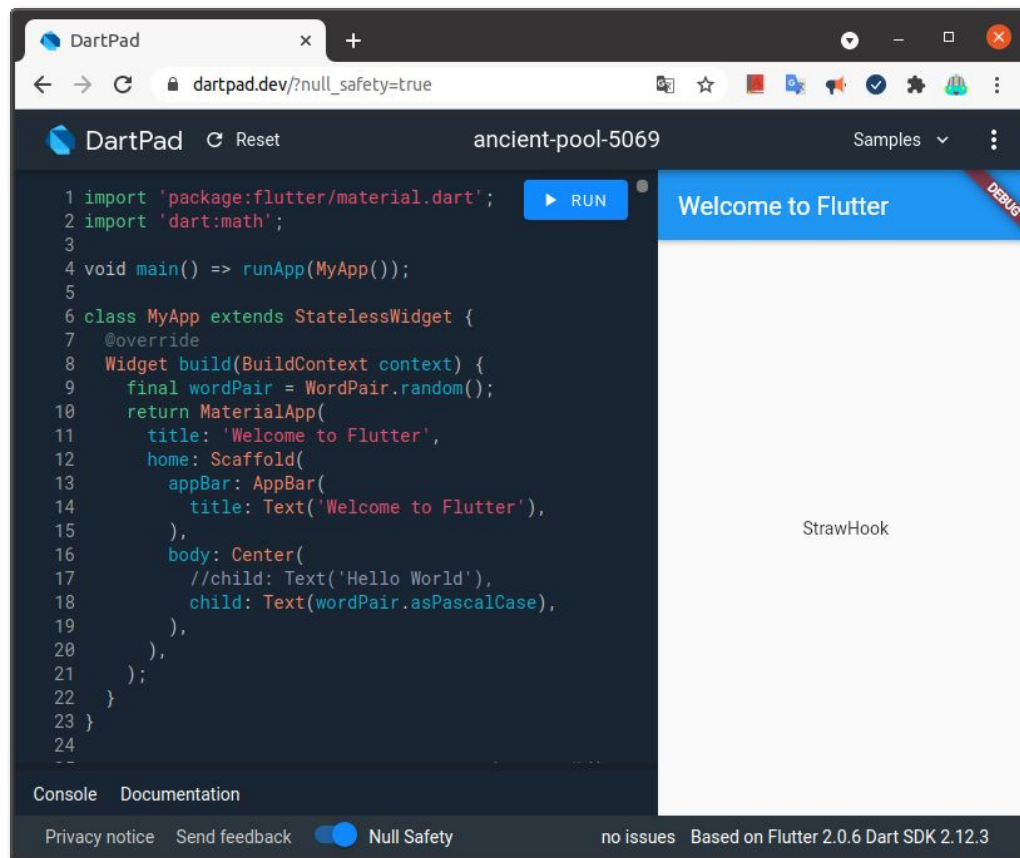 DartPad
dartpad.dev/?null_safety=true
DartPad Reset ancient-pool-5069 Samples
RUN
Welcome to Flutter
DEBUG
1 import 'package:flutter/material.dart';
2 import 'dart:math';
3
4 void main() => runApp(MyApp());
5
6 class MyApp extends StatelessWidget {
7   @override
8   Widget build(BuildContext context) {
9     final wordPair = WordPair.random();
10     return MaterialApp(
11       title: 'Welcome to Flutter',
12       home: Scaffold(
13         appBar: AppBar(
14           title: Text('Welcome to Flutter'),
15         ),
16         body: Center(
17           //child: Text('Hello World'),
18           child: Text(wordPair.asPascalCase),
19         ),
20       ),
21     );
22   }
23 }
24
StrawHook
Console Documentation
Privacy notice Send feedback Null Safety no issues Based on Flutter 2.0.6 Dart SDK 2.12.3